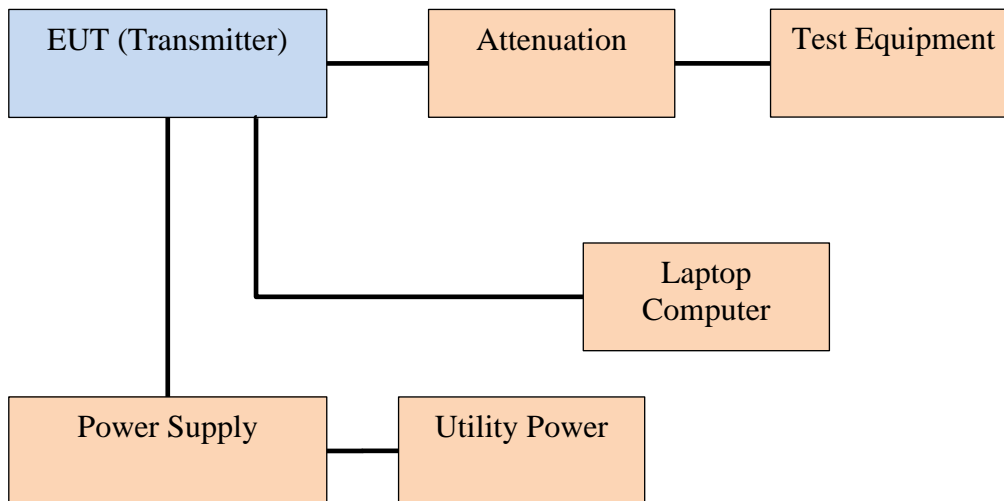 EUT (Transmitter)
Attenuation
Test Equipment
Laptop
Computer
Power Supply
Utility Power